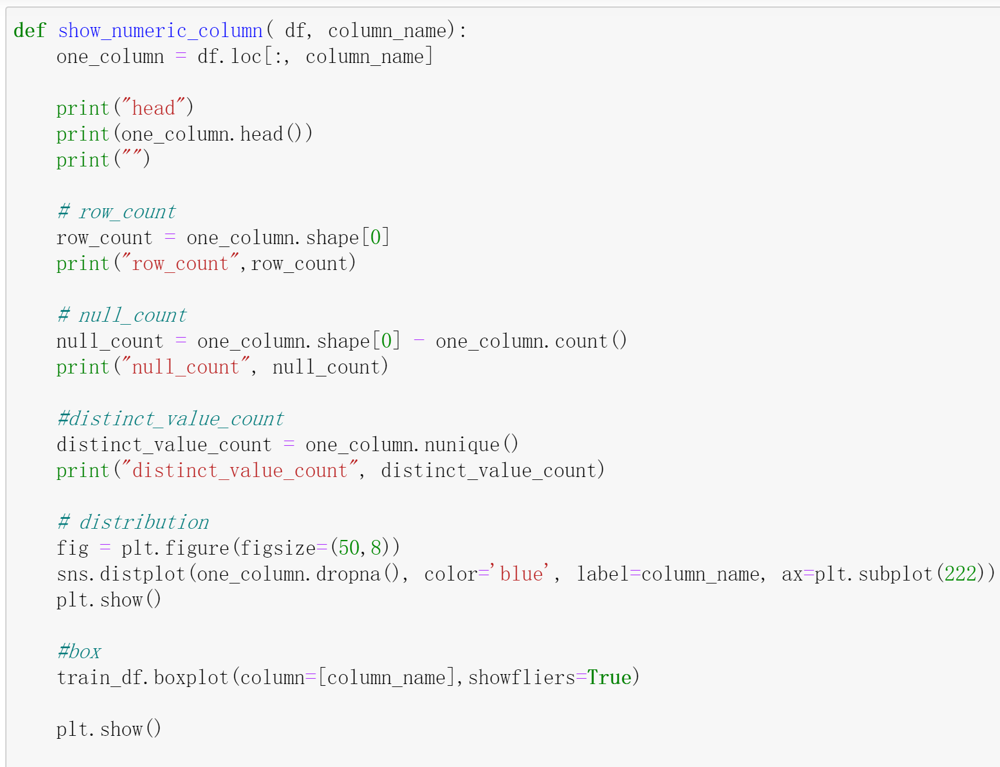 def show_numeric_column( df, column_name):
    one_column = df.loc[:, column_name]

    print("head")
    print(one_column.head())
    print("")

    # row_count
    row_count = one_column.shape[0]
    print("row_count",row_count)

    # null_count
    null_count = one_column.shape[0] - one_column.count()
    print("null_count", null_count)

    #distinct_value_count
    distinct_value_count = one_column.nunique()
    print("distinct_value_count", distinct_value_count)

    # distribution
    fig = plt.figure(figsize=(50,8))
    sns.distplot(one_column.dropna(), color='blue', label=column_name, ax=plt.subplot(222))
    plt.show()

    #box
    train_df.boxplot(column=[column_name],showfliers=True)

    plt.show()